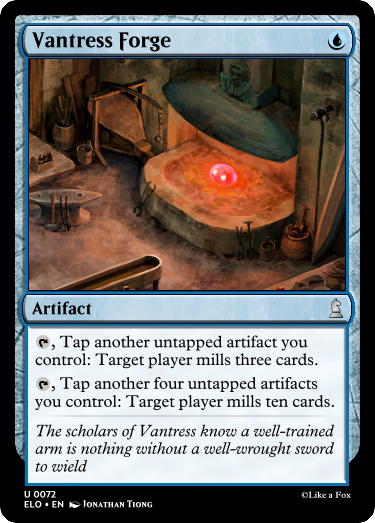 Vantress Forge
Artifact
, Tap another untapped artifact you
control: Target player mills three cards.
, Tap another four untapped artifacts
you control: Target player mills ten cards.
The scholars of Vantress know a well-trained
arm is nothing without a well-wrought sword
to wield
U 0072
ELO • EN Jonathan Tiong
©Like a Fox